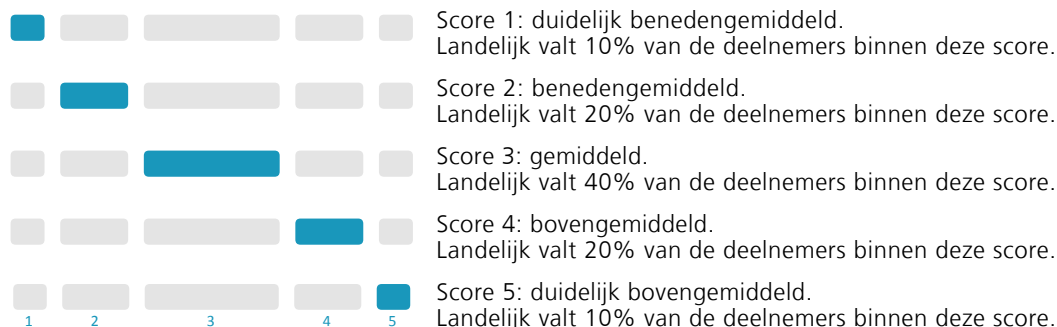 Score 1: duidelijk benedengemiddeld.
Landelijk valt 10% van de deelnemers binnen deze score.
Score 2: benedengemiddeld.
Landelijk valt 20% van de deelnemers binnen deze score.
Score 3: gemiddeld.
Landelijk valt 40% van de deelnemers binnen deze score.
Score 4: bovengemiddeld.
Landelijk valt 20% van de deelnemers binnen deze score.
Score 5: duidelijk bovengemiddeld.
Landelijk valt 10% van de deelnemers binnen deze score.
1 2 3 4 5